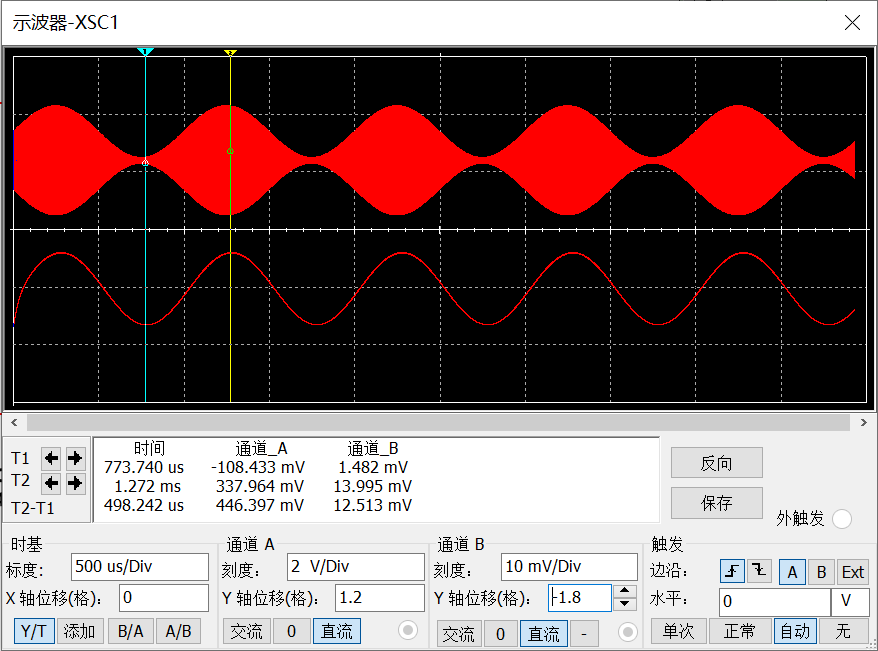 示波器-XSC1
1
2
时间 通道_A 通道_B
T1 773.740 us -108.433 mV 1.482 mV
T2 1.272 ms 337.964 mV 13.995 mV
T2-T1 498.242 us 446.397 mV 12.513 mV
反向
保存
外触发
时基
标度: 500 us/Div
X 轴位移(格): 0
Y/T 添加 B/A A/B
通道 A
刻度: 2 V/Div
Y 轴位移(格): 1.2
交流 0 直流
通道 B
刻度: 10 mV/Div
Y 轴位移(格): -1.8
交流 0 直流 -
触发
边沿: A B Ext
水平: 0 V
单次 正常 自动 无